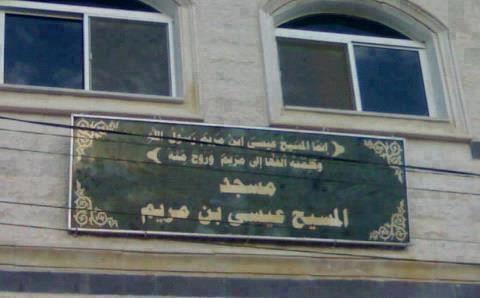 ﴿ إنما المسيح عيسى ابن مريم رسول الله
وكلمته ألقاها إلى مريم وروح منه ﴾
مسجد
المسيح عيسى بن مريم